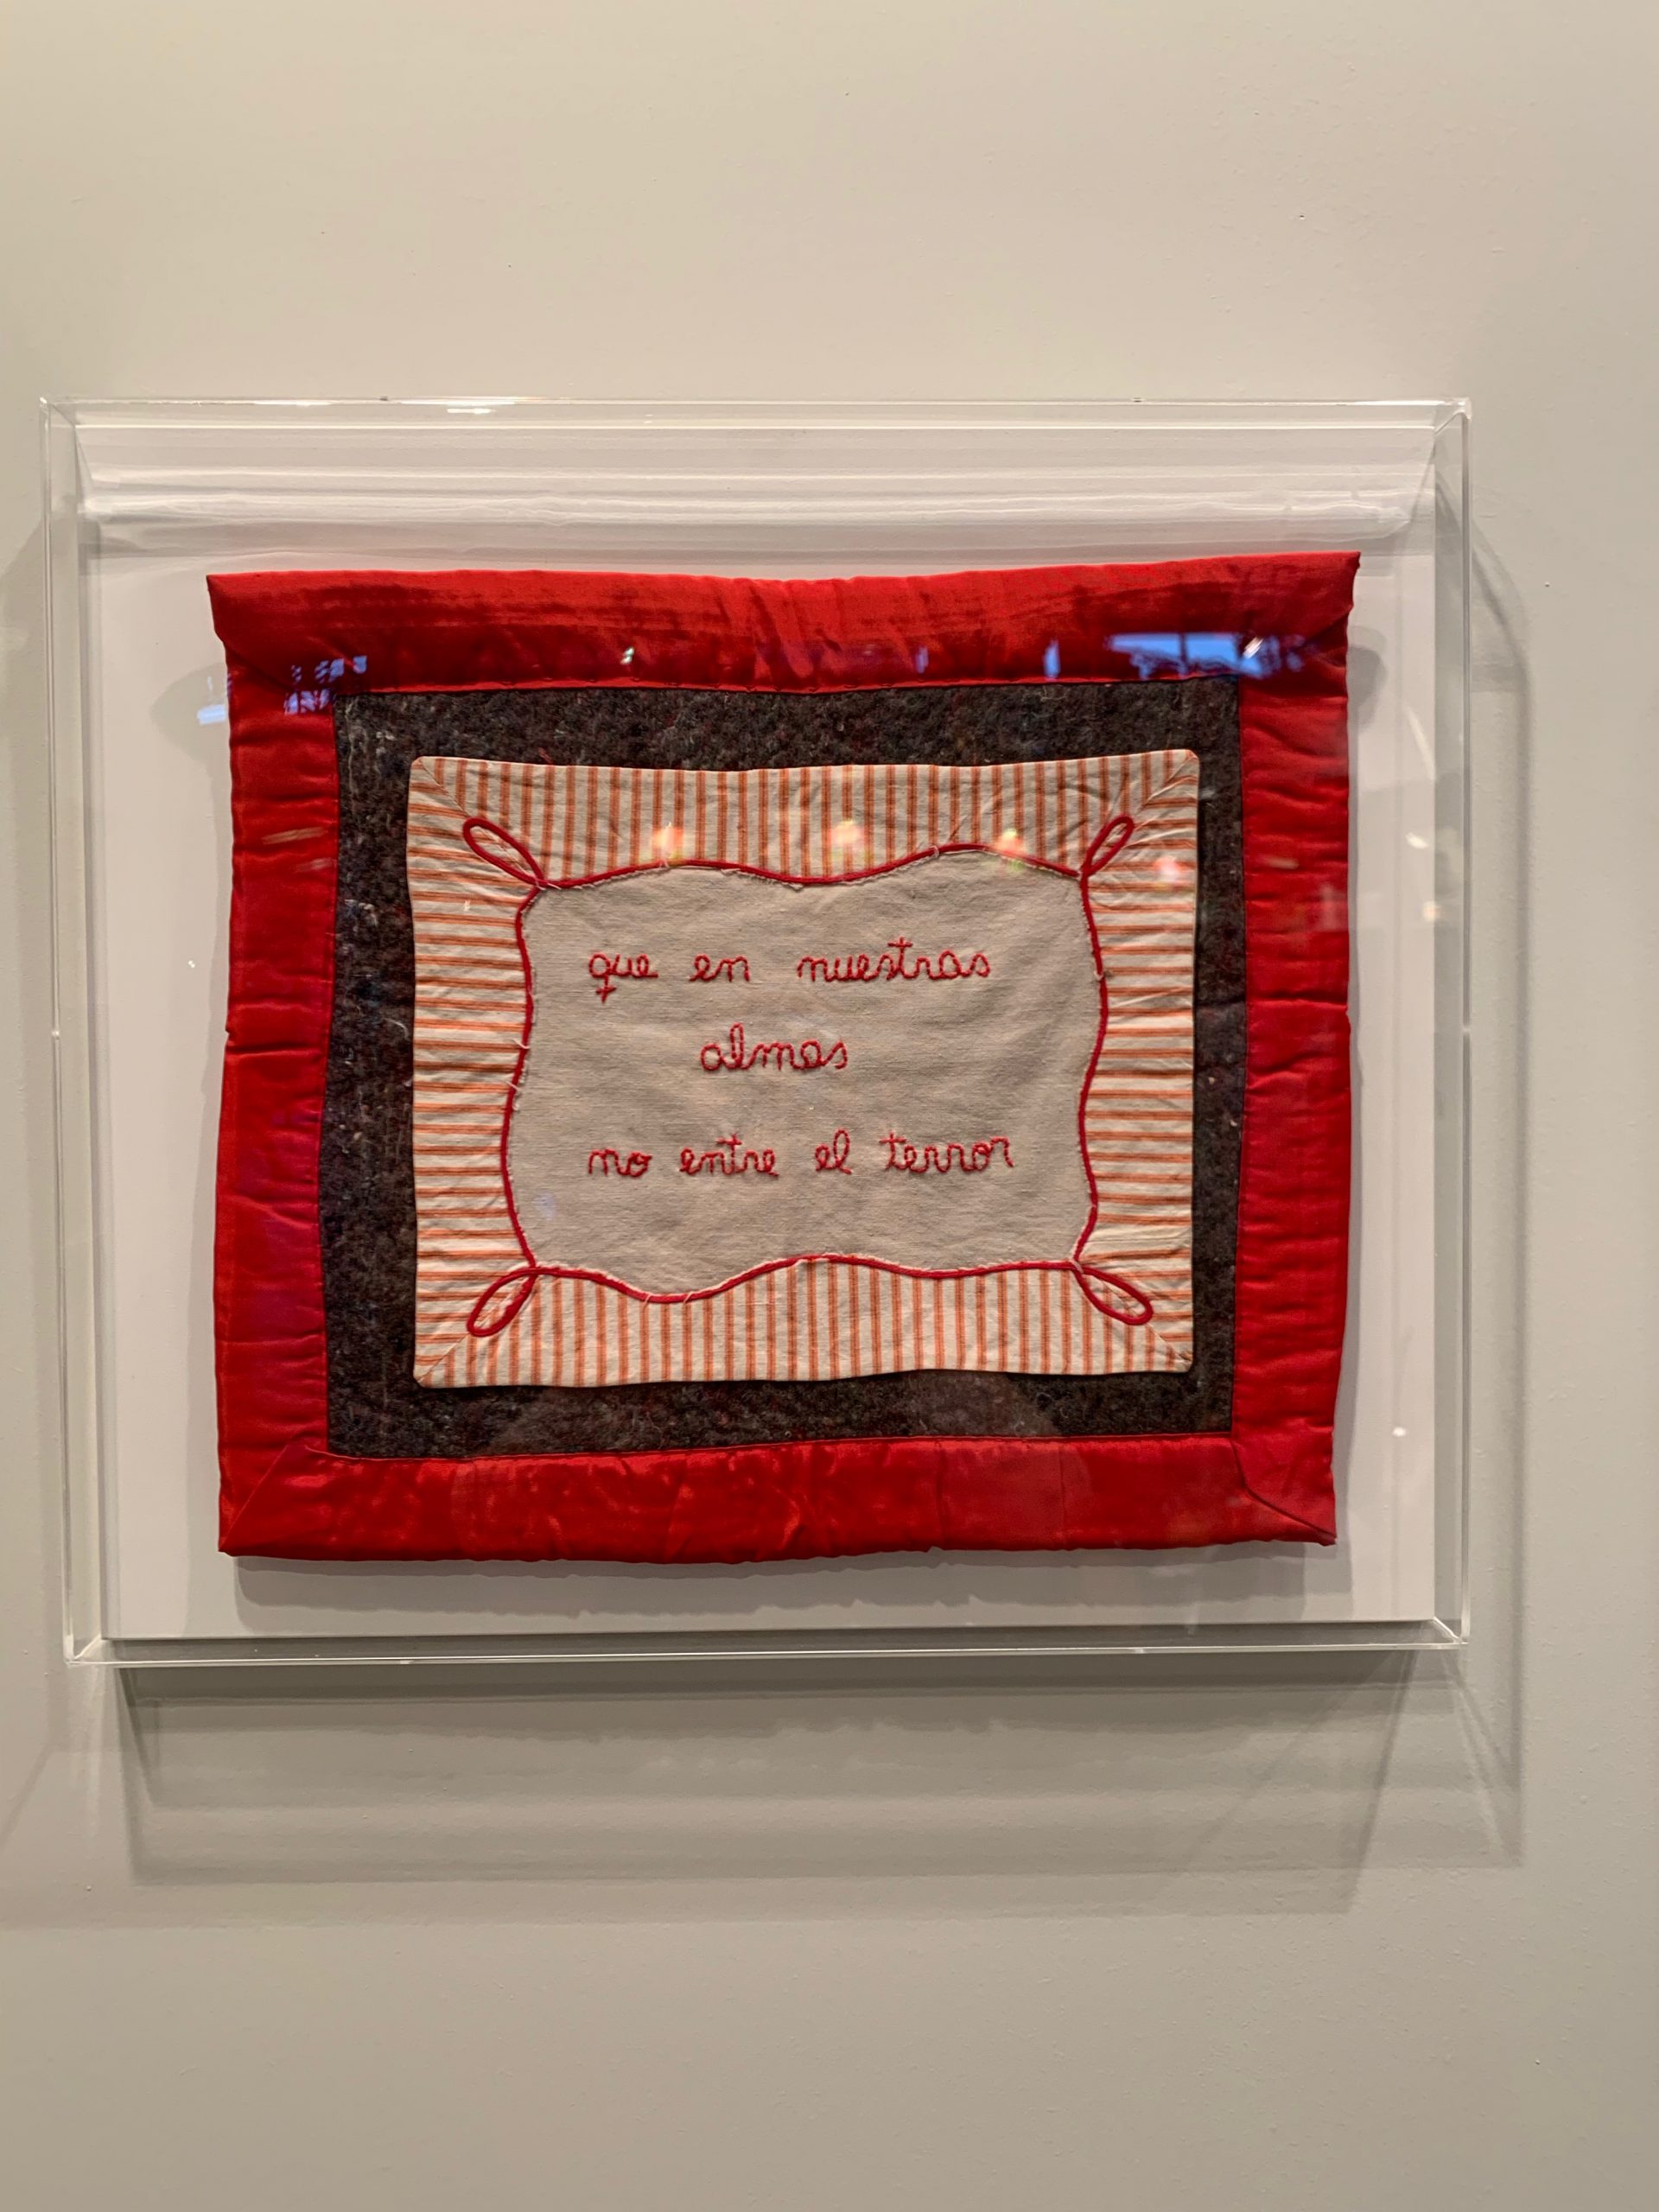 que en nuestras
almas
no entre el terror